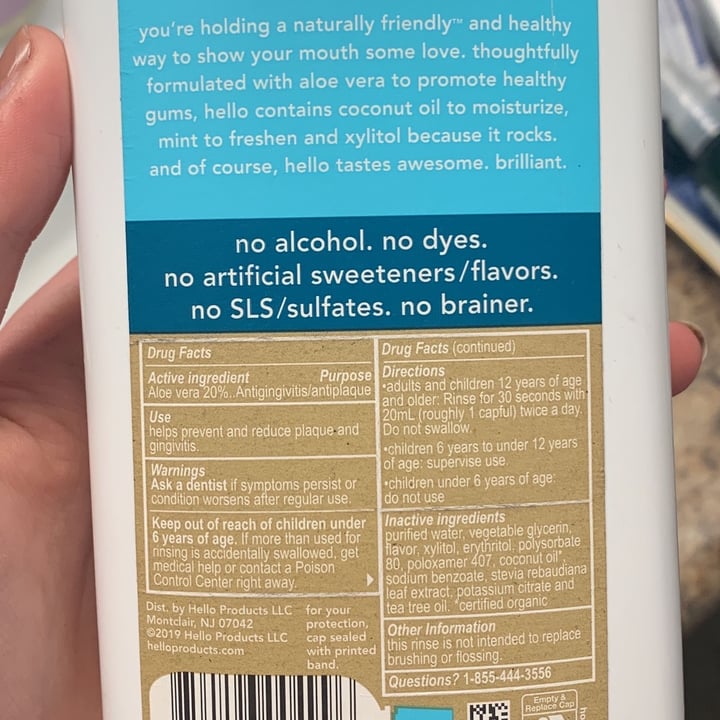 you're holding a naturally friendly™ and healthy
way to show your mouth some love. thoughtfully
formulated with aloe vera to promote healthy
gums, hello contains coconut oil to moisturize,
mint to freshen and xylitol because it rocks.
and of course, hello tastes awesome. brilliant.
no alcohol. no dyes.
no artificial sweeteners/flavors.
no SLS/sulfates. no brainer.
Drug Facts
Active ingredient Purpose
Aloe vera 20%..Antigingivitis/antiplaque
Use
helps prevent and reduce plaque and
gingivitis.
Warnings
Ask a dentist if symptoms persist or
condition worsens after regular use.
Keep out of reach of children under
6 years of age. If more than used for
rinsing is accidentally swallowed, get
medical help or contact a Poison
Control Center right away.
Drug Facts (continued)
Directions
•adults and children 12 years of age
and older: Rinse for 30 seconds with
20mL (roughly 1 capful) twice a day.
Do not swallow.
•children 6 years to under 12 years
of age: supervise use.
•children under 6 years of age:
do not use
Inactive ingredients
purified water, vegetable glycerin,
flavor, xylitol, erythritol, polysorbate
80, poloxamer 407, coconut oil*,
sodium benzoate, stevia rebaudiana
leaf extract, potassium citrate and
tea tree oil. *certified organic
Other Information
this rinse is not intended to replace
brushing or flossing.
Questions? 1-855-444-3556
Dist. by Hello Products LLC
Montclair, NJ 07042
©2019 Hello Products LLC
helloproducts.com
for your
protection,
cap sealed
with printed
band.
Empty &
Replace Cap